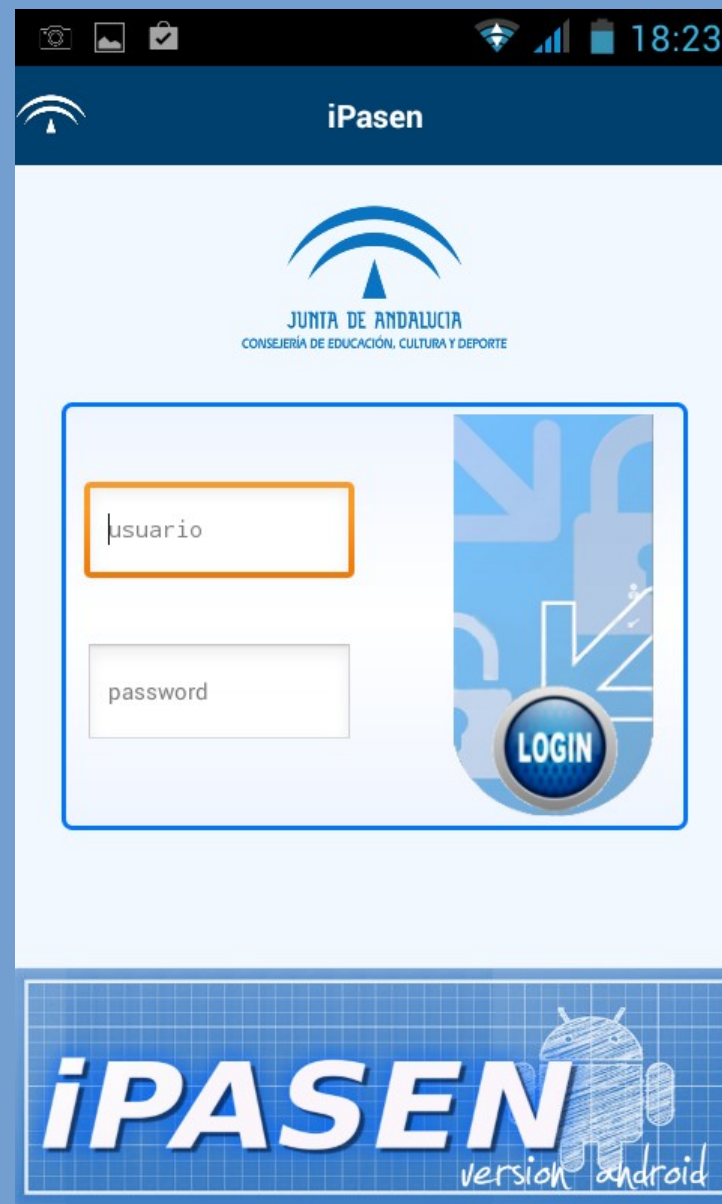 18:23
iPasen
JUNTA DE ANDALUCIA
CONSEJERÍA DE EDUCACIÓN, CULTURA Y DEPORTE
usuario
password
LOGIN
iPASEN
version android